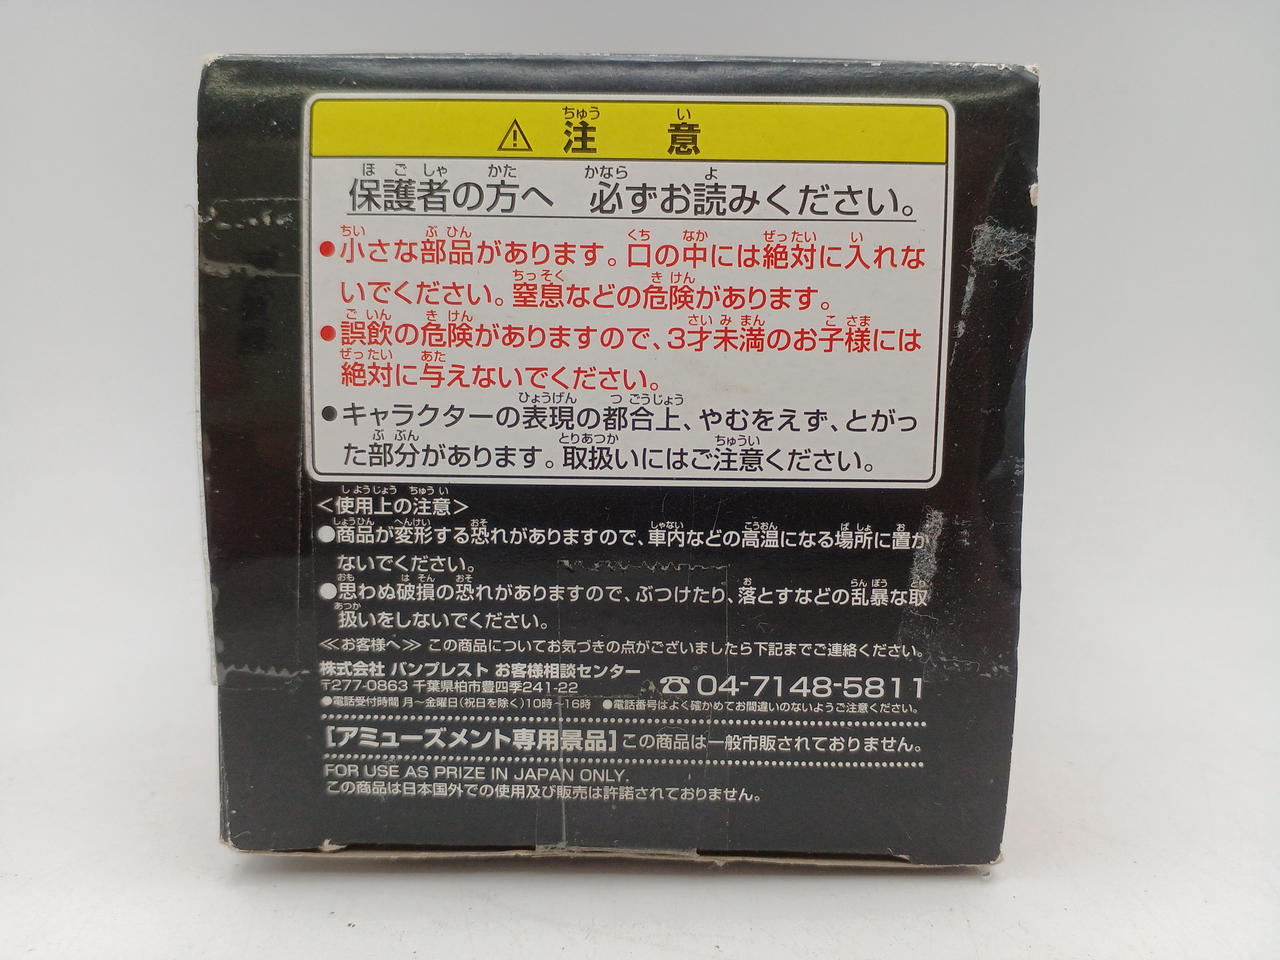 ⚠ 注意
保護者の方へ 必ずお読みください。
●小さな部品があります。口の中には絶対に入れな
いでください。窒息などの危険があります。
●誤飲の危険がありますので、3才未満のお子様には
絶対に与えないでください。
●キャラクターの表現の都合上、やむをえず、とがっ
た部分があります。取扱いにはご注意ください。
<使用上の注意>
●商品が変形する恐れがありますので、車内などの高温になる場所に置か
ないでください。
●思わぬ破損の恐れがありますので、ぶつけたり、落とすなどの乱暴な取
扱いをしないでください。
≪お客様へ≫ この商品についてお気づきの点がございましたら下記までご連絡ください。
株式会社 バンプレスト お客様相談センター
〒277-0863 千葉県柏市豊四季241-22 ☎04-7148-5811
●電話受付時間 月~金曜日(祝日を除く)10時~16時 ●電話番号はよく確かめてお間違いのないようご注意ください。
[アミューズメント専用景品]この商品は一般市販されておりません。
FOR USE AS PRIZE IN JAPAN ONLY.
この商品は日本国外での使用及び販売は許諾されておりません。